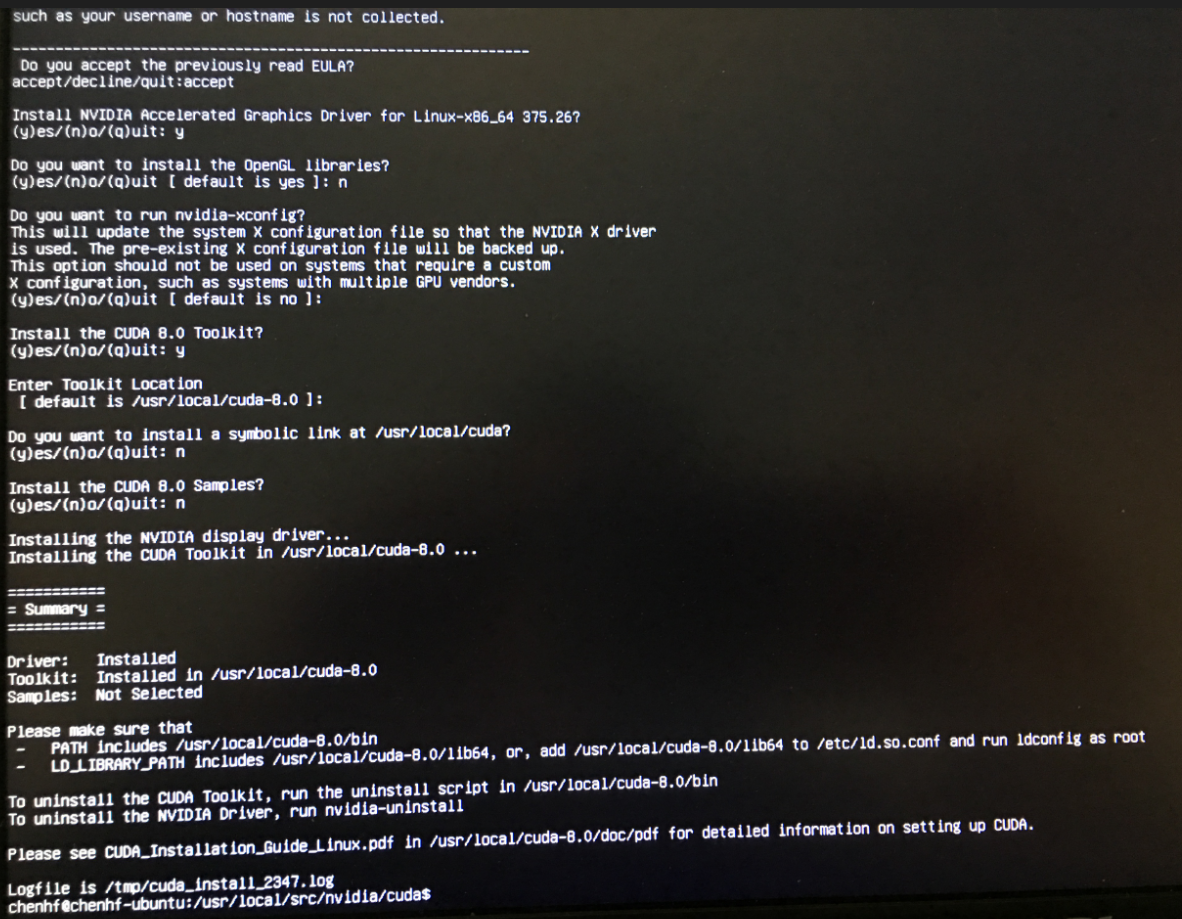 such as your username or hostname is not collected.
--------------------------------------------------------------
Do you accept the previously read EULA?
accept/decline/quit:accept
Install NVIDIA Accelerated Graphics Driver for Linux-x86_64 375.26?
(y)es/(n)o/(q)uit: y
Do you want to install the OpenGL libraries?
(y)es/(n)o/(q)uit [ default is yes ]: n
Do you want to run nvidia-xconfig?
This will update the system X configuration file so that the NVIDIA X driver
is used. The pre-existing X configuration file will be backed up.
This option should not be used on systems that require a custom
X configuration, such as systems with multiple GPU vendors.
(y)es/(n)o/(q)uit [ default is no ]:
Install the CUDA 8.0 Toolkit?
(y)es/(n)o/(q)uit: y
Enter Toolkit Location
[ default is /usr/local/cuda-8.0 ]:
Do you want to install a symbolic link at /usr/local/cuda?
(y)es/(n)o/(q)uit: n
Install the CUDA 8.0 Samples?
(y)es/(n)o/(q)uit: n
Installing the NVIDIA display driver...
Installing the CUDA Toolkit in /usr/local/cuda-8.0 ...
===========
= Summary =
===========
Driver: Installed
Toolkit: Installed in /usr/local/cuda-8.0
Samples: Not Selected
Please make sure that
- PATH includes /usr/local/cuda-8.0/bin
- LD_LIBRARY_PATH includes /usr/local/cuda-8.0/lib64, or, add /usr/local/cuda-8.0/lib64 to /etc/ld.so.conf and run ldconfig as root
To uninstall the CUDA Toolkit, run the uninstall script in /usr/local/cuda-8.0/bin
To uninstall the NVIDIA Driver, run nvidia-uninstall
Please see CUDA_Installation_Guide_Linux.pdf in /usr/local/cuda-8.0/doc/pdf for detailed information on setting up CUDA.
Logfile is /tmp/cuda_install_2347.log
chenhf@chenhf-ubuntu:/usr/local/src/nvidia/cuda$